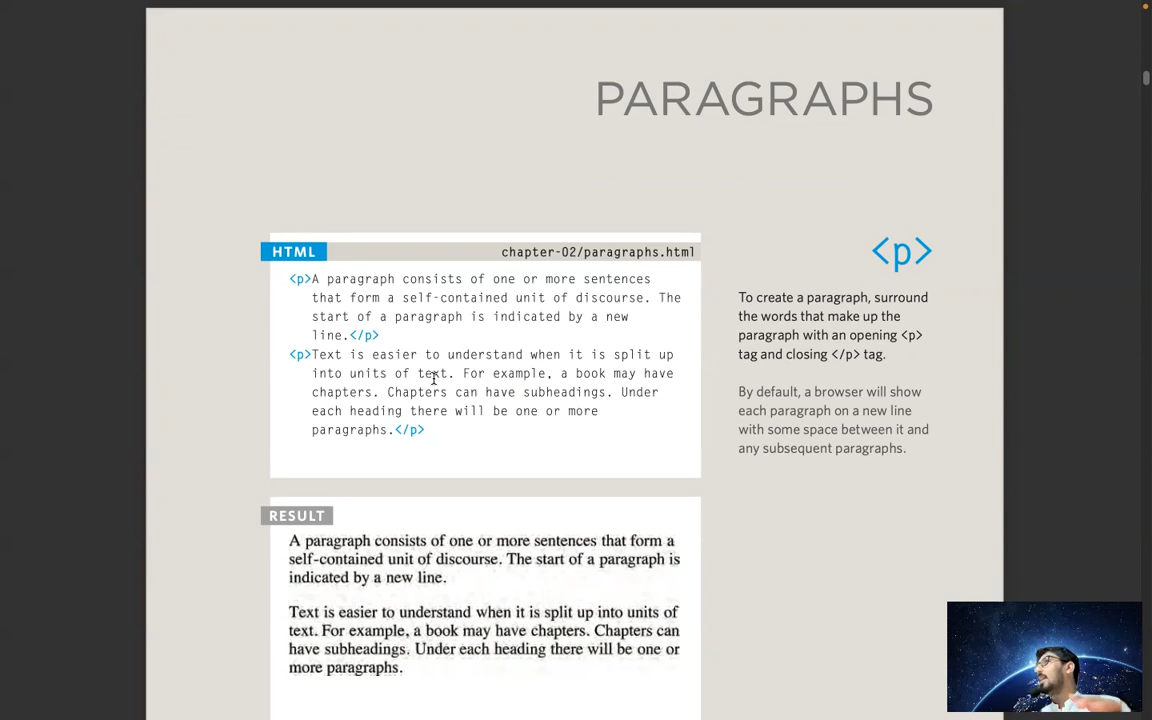 PARAGRAPHS
HTML
chapter-02/paragraphs.html
<p>A paragraph consists of one or more sentences
that form a self-contained unit of discourse. The
start of a paragraph is indicated by a new
line.</p>
<p>Text is easier to understand when it is split up
into units of text. For example, a book may have
chapters. Chapters can have subheadings. Under
each heading there will be one or more
paragraphs.</p>
<p>
To create a paragraph, surround
the words that make up the
paragraph with an opening <p>
tag and closing </p> tag.
By default, a browser will show
each paragraph on a new line
with some space between it and
any subsequent paragraphs.
RESULT
A paragraph consists of one or more sentences that form a
self-contained unit of discourse. The start of a paragraph is
indicated by a new line.
Text is easier to understand when it is split up into units of
text. For example, a book may have chapters. Chapters can
have subheadings. Under each heading there will be one or
more paragraphs.